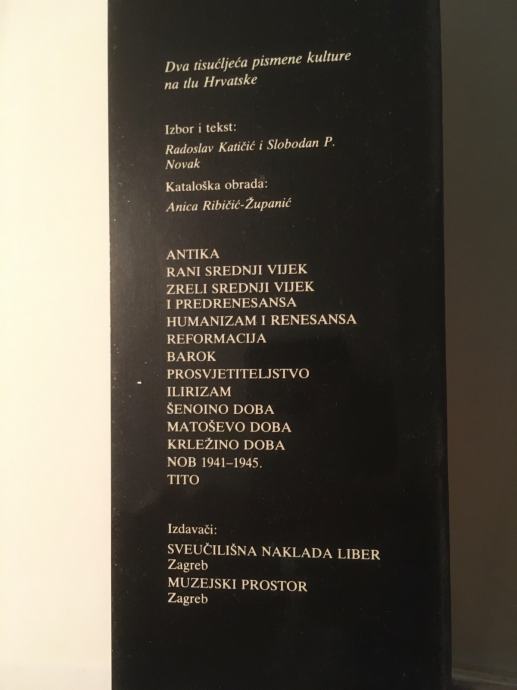 Dva tisućljeća pismene kulture
na tlu Hrvatske
Izbor i tekst:
Radoslav Katičić i Slobodan P.
Novak
Kataloška obrada:
Anica Ribičić-Županić
ANTIKA
RANI SREDNJI VIJEK
ZRELI SREDNJI VIJEK
I PREDRENESANSA
HUMANIZAM I RENESANSA
REFORMACIJA
BAROK
PROSVJETITELJSTVO
ILIRIZAM
ŠENOINO DOBA
MATOŠEVO DOBA
KRLEŽINO DOBA
NOB 1941–1945.
TITO
Izdavači:
SVEUČILIŠNA NAKLADA LIBER
Zagreb
MUZEJSKI PROSTOR
Zagreb